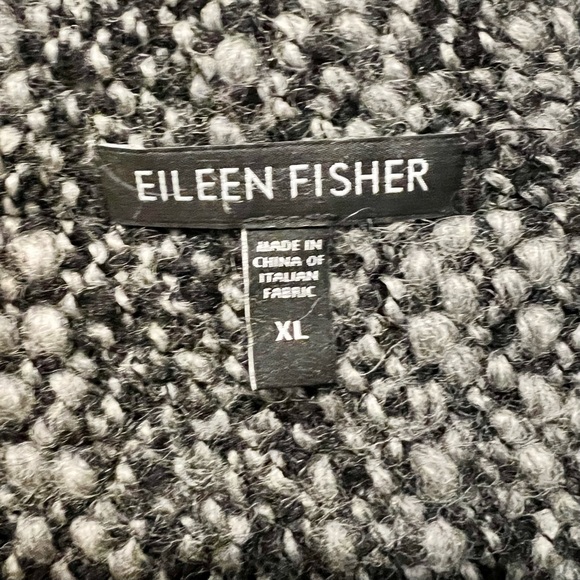 EILEEN FISHER
MADE IN
CHINA OF
ITALIAN
FABRIC
XL